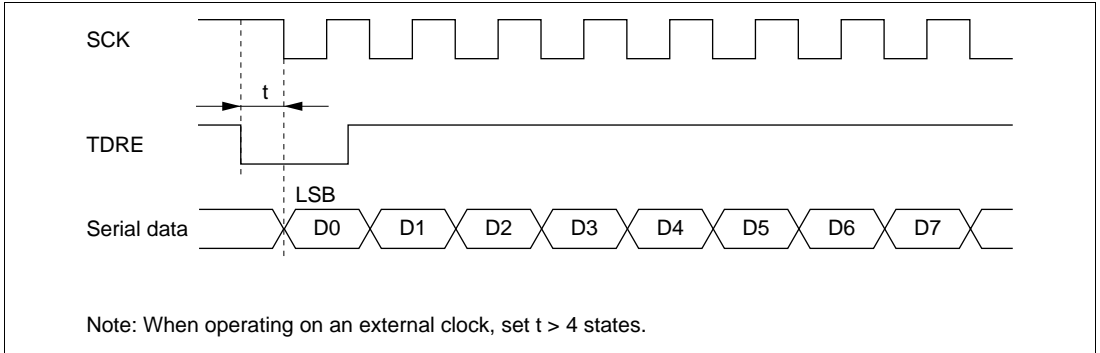 SCK
t
TDRE
LSB
Serial data D0 D1 D2 D3 D4 D5 D6 D7
Note: When operating on an external clock, set t > 4 states.